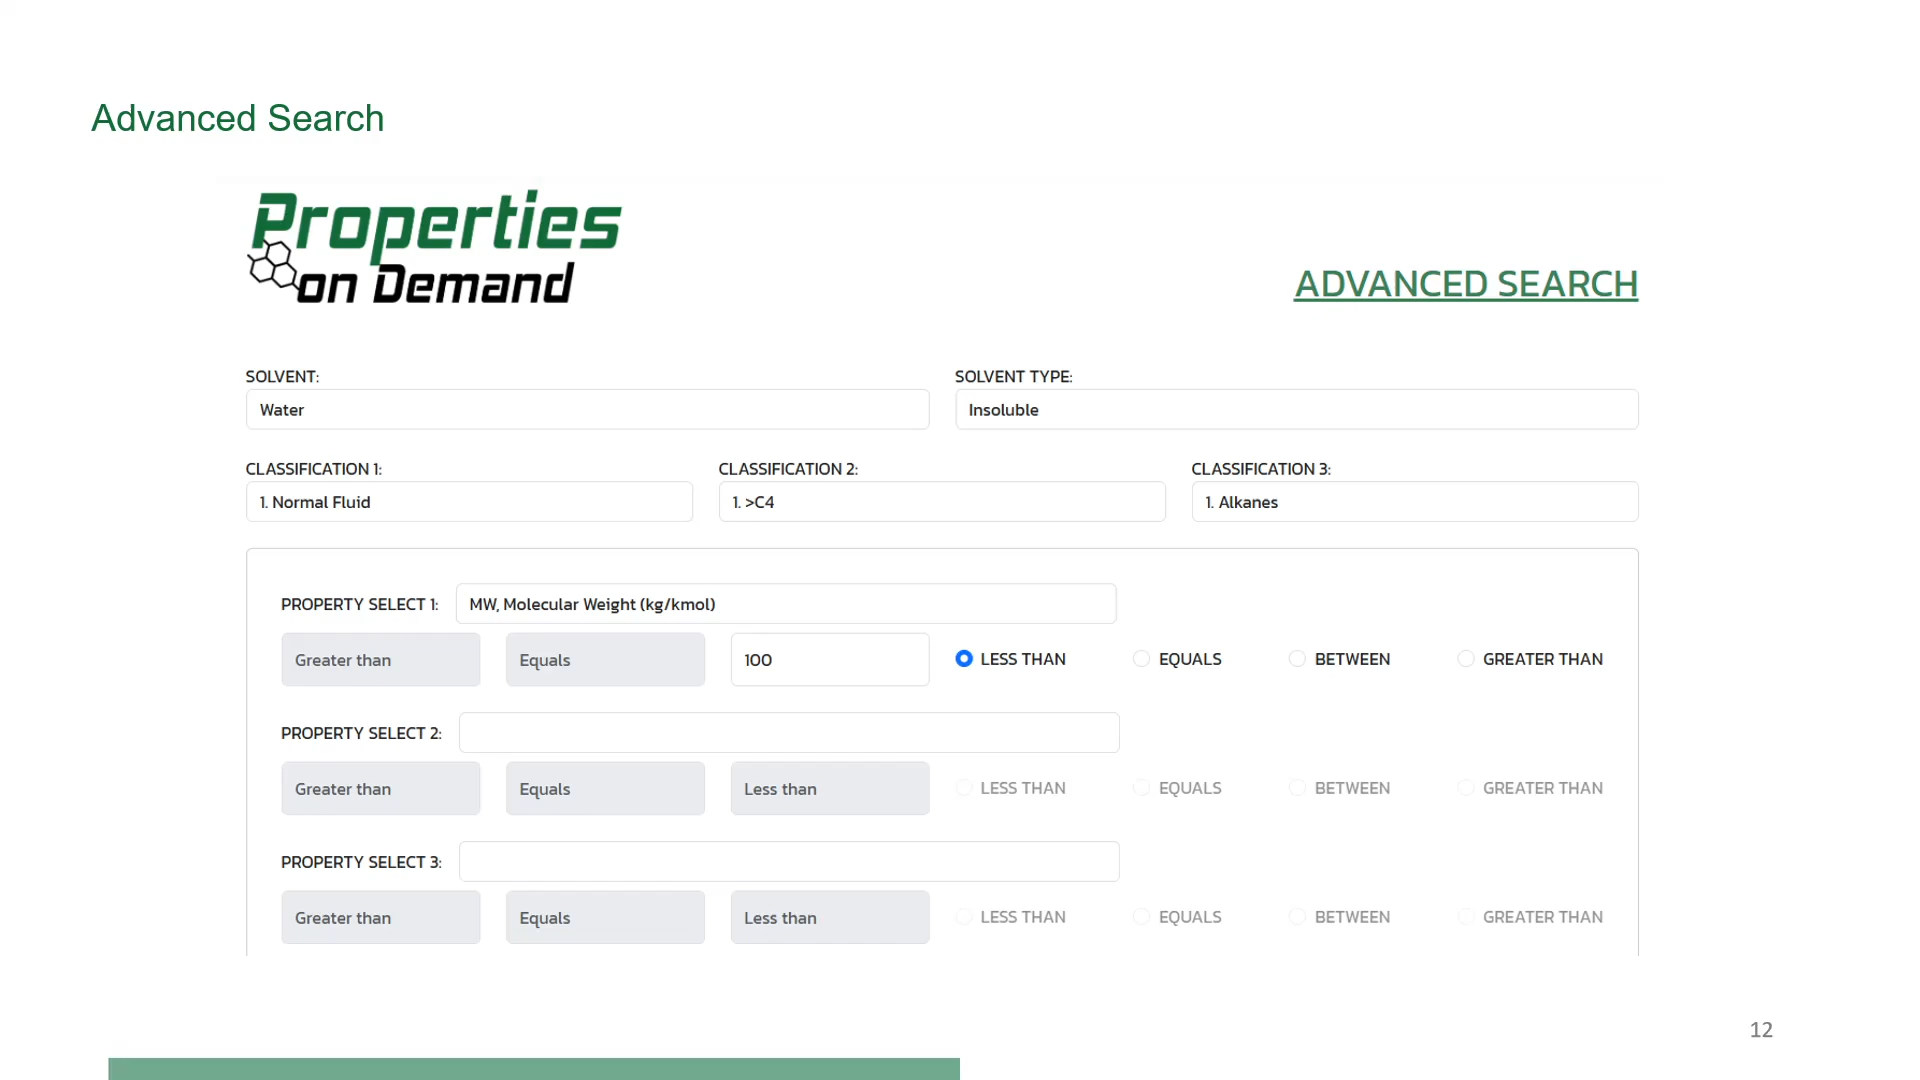 Advanced Search
Properties
on Demand
ADVANCED SEARCH
SOLVENT: SOLVENT TYPE:
Water Insoluble
CLASSIFICATION 1: CLASSIFICATION 2: CLASSIFICATION 3:
1. Normal Fluid 1. >C4 1. Alkanes
PROPERTY SELECT 1: MW, Molecular Weight (kg/kmol)
Greater than Equals 100 LESS THAN EQUALS BETWEEN GREATER THAN
PROPERTY SELECT 2:
Greater than Equals Less than LESS THAN EQUALS BETWEEN GREATER THAN
PROPERTY SELECT 3:
Greater than Equals Less than LESS THAN EQUALS BETWEEN GREATER THAN
12